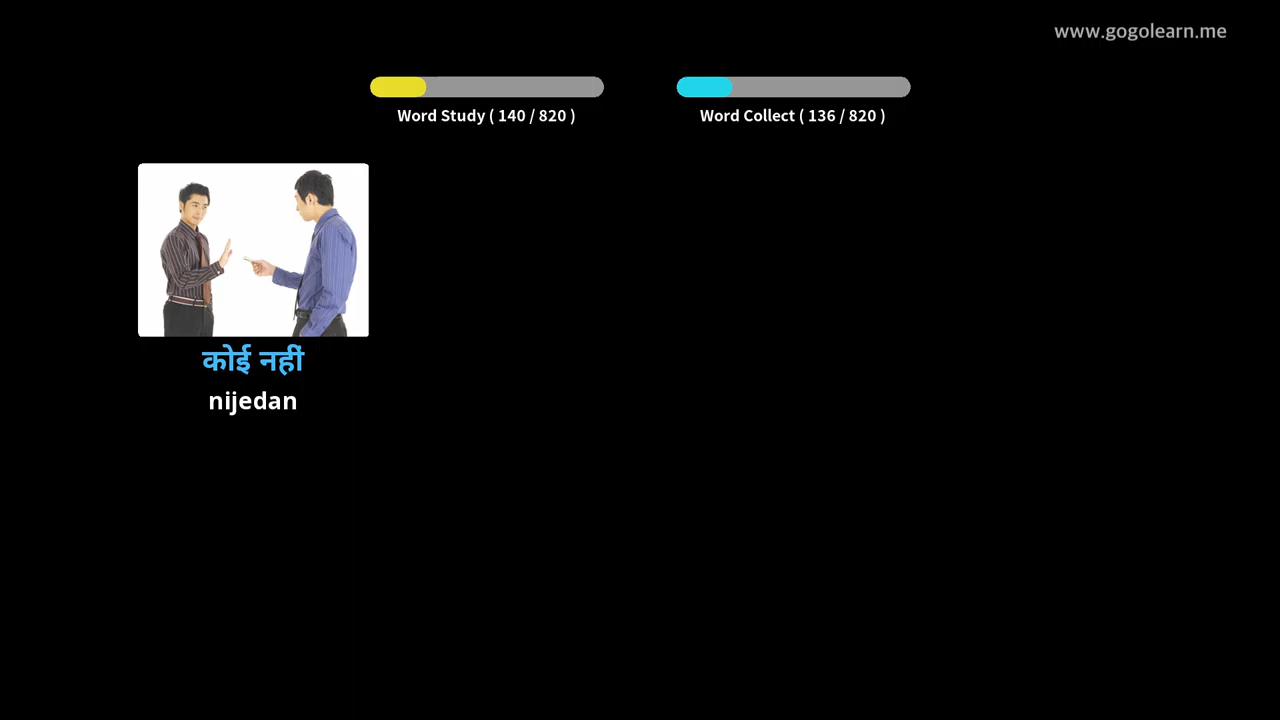 www.gogolearn.me
Word Study ( 140 / 820 )
Word Collect ( 136 / 820 )
कोई नहीं
nijedan